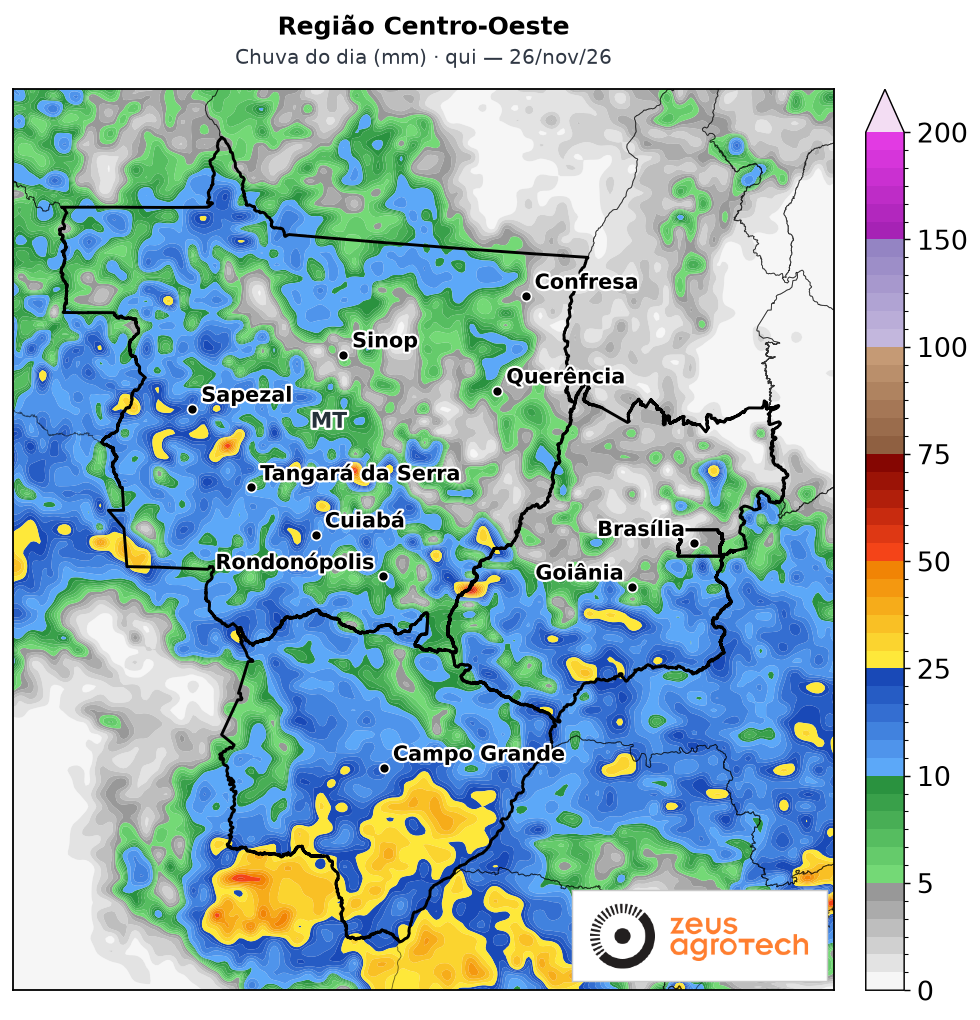 Região Centro-Oeste
Chuva do dia (mm) · qui — 26/nov/26
200
150
100
75
50
25
10
5
0
Confresa
Sinop
Querência
Sapezal
MT
Tangará da Serra
Cuiabá
Brasília
Rondonópolis
Goiânia
Campo Grande
zeus
agrotech